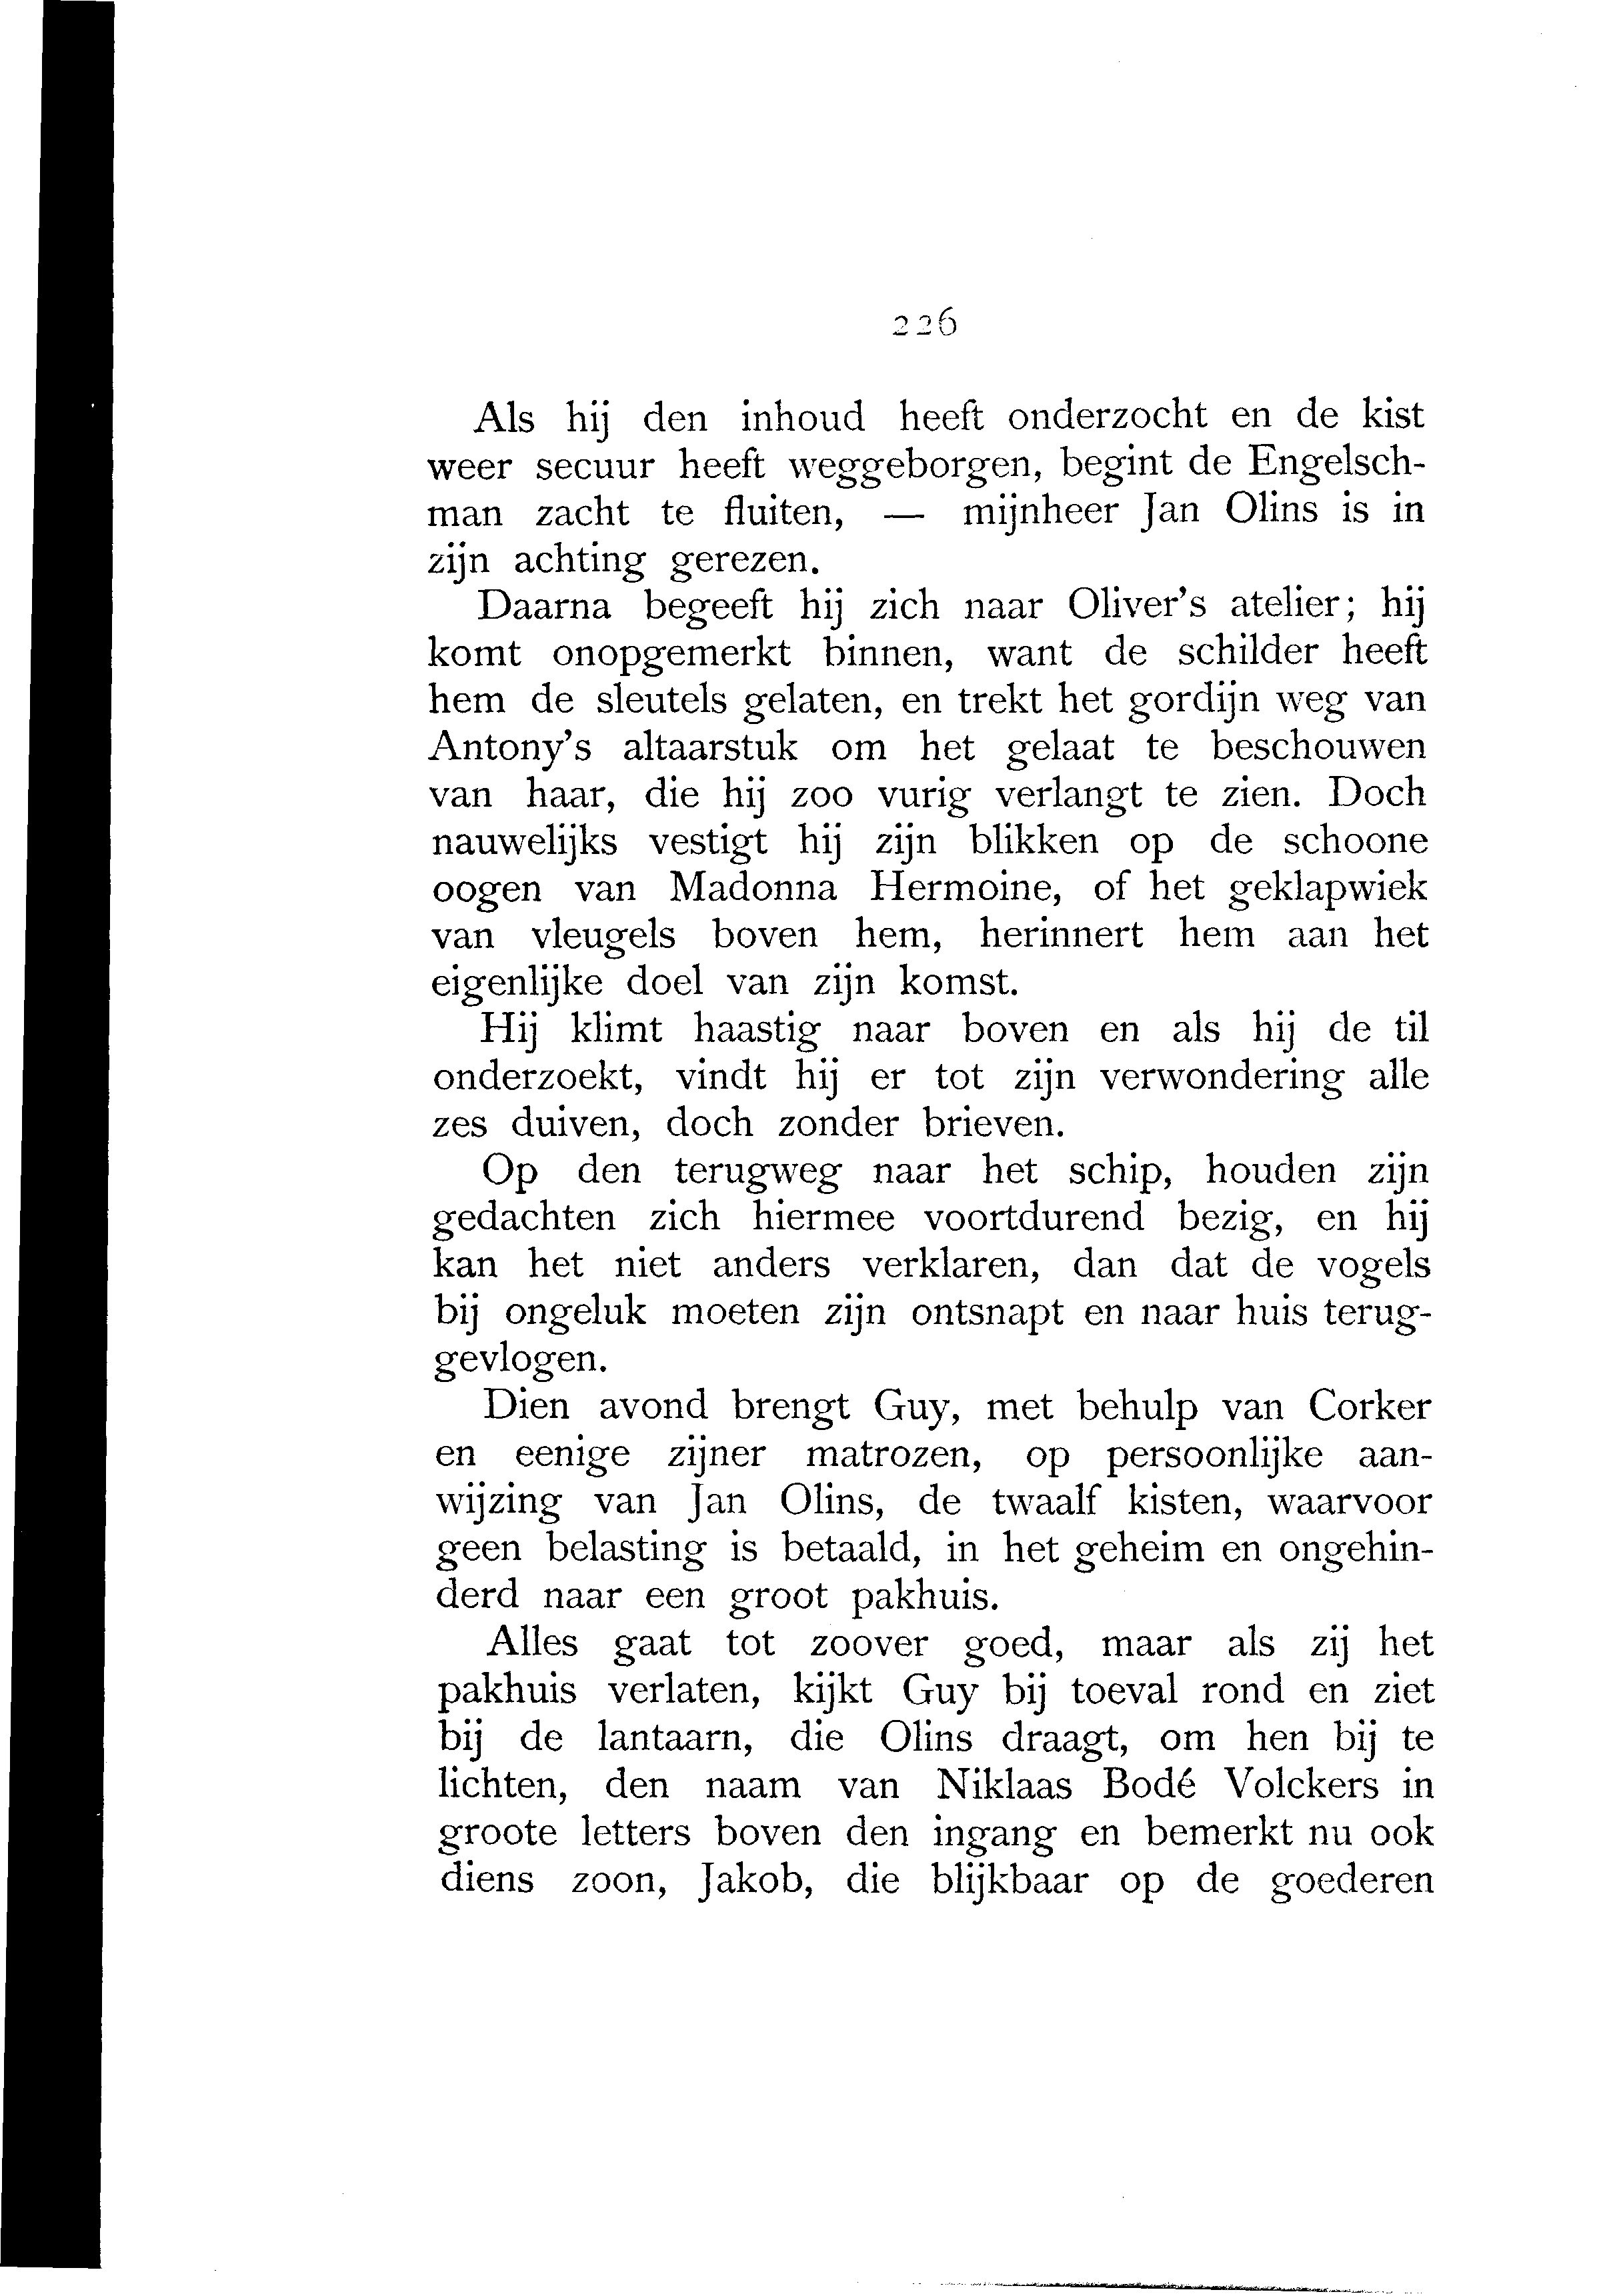 226
Als hij den inhoud heeft onderzocht en de kist
weer secuur heeft weggeborgen, begint de Engelsch-
man zacht te fluiten, — mijnheer Jan Olins is in
zijn achting gerezen.
Daarna begeeft hij zich naar Oliver's atelier; hij
komt onopgemerkt binnen, want de schilder heeft
hem de sleutels gelaten, en trekt het gordijn weg van
Antony's altaarstuk om het gelaat te beschouwen
van haar, die hij zoo vurig verlangt te zien. Doch
nauwelijks vestigt hij zijn blikken op de schoone
oogen van Madonna Hermoine, of het geklapwiek
van vleugels boven hem, herinnert hem aan het
eigenlijke doel van zijn komst.
Hij klimt haastig naar boven en als hij de til
onderzoekt, vindt hij er tot zijn verwondering alle
zes duiven, doch zonder brieven.
Op den terugweg naar het schip, houden zijn
gedachten zich hiermee voortdurend bezig, en hij
kan het niet anders verklaren, dan dat de vogels
bij ongeluk moeten zijn ontsnapt en naar huis terug-
gevlogen.
Dien avond brengt Guy, met behulp van Corker
en eenige zijner matrozen, op persoonlijke aan-
wijzing van Jan Olins, de twaalf kisten, waarvoor
geen belasting is betaald, in het geheim en ongehin-
derd naar een groot pakhuis.
Alles gaat tot zoover goed, maar als zij het
pakhuis verlaten, kijkt Guy bij toeval rond en ziet
bij de lantaarn, die Olins draagt, om hen bij te
lichten, den naam van Niklaas Bodé Volckers in
groote letters boven den ingang en bemerkt nu ook
diens zoon, Jakob, die blijkbaar op de goederen